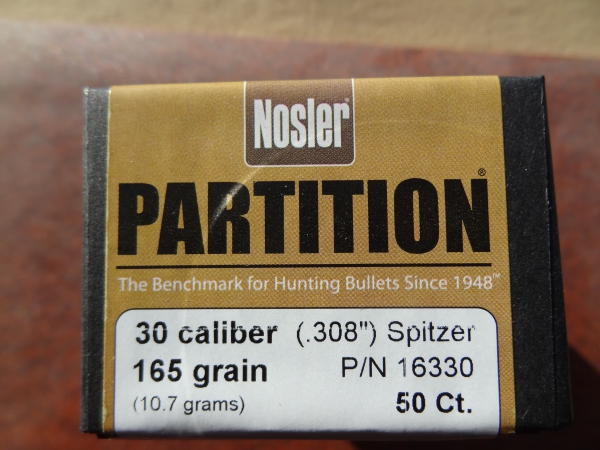 Nosler®
PARTITION®
The Benchmark for Hunting Bullets Since 1948™
30 caliber (.308") Spitzer
165 grain P/N 16330
(10.7 grams) 50 Ct.